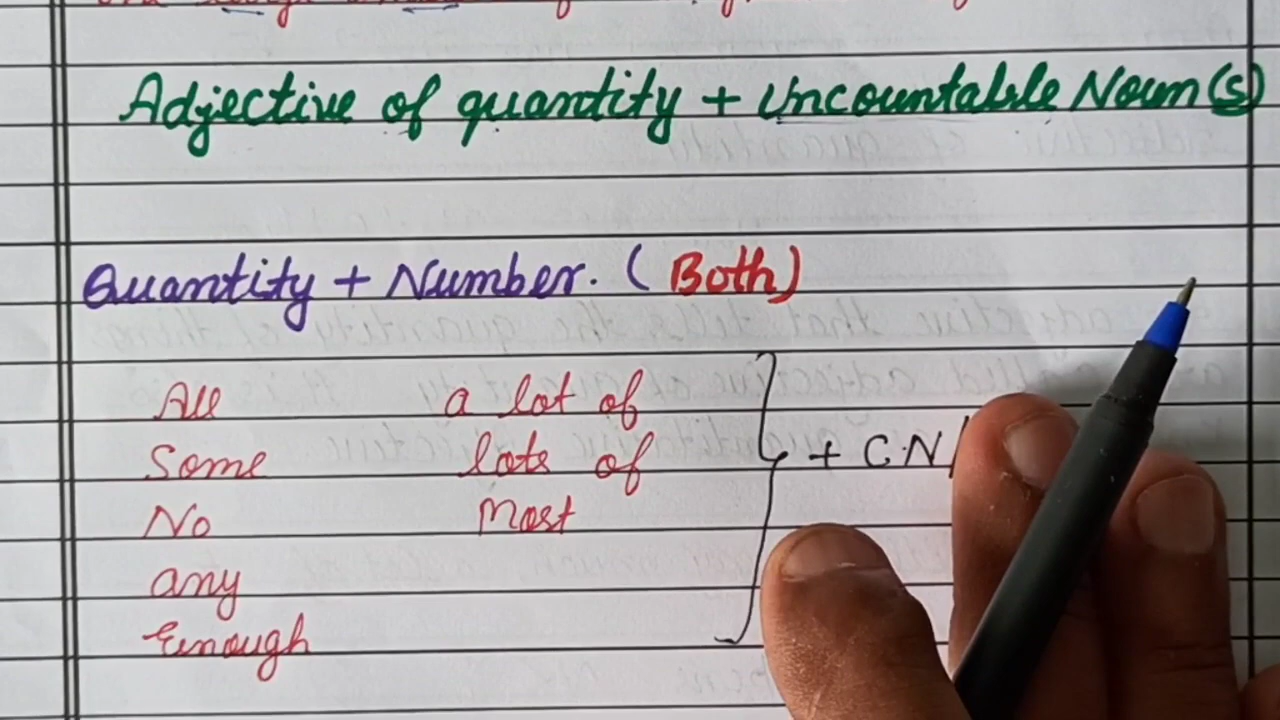 Adjective of quantity + Uncountable Noun(s)
Quantity + Number. (Both)
All a lot of
Some lots of
No Most
any
Enough
+ C.N/